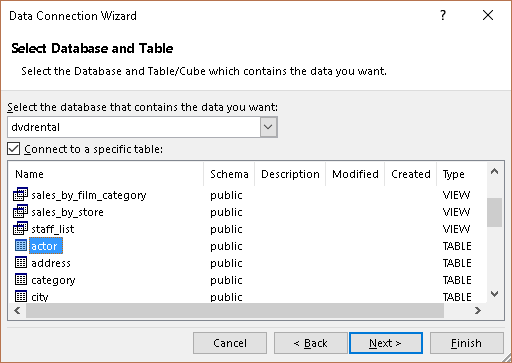 Data Connection Wizard ? ×
Select Database and Table
Select the Database and Table/Cube which contains the data you want.
Select the database that contains the data you want:
dvdrental
Connect to a specific table:
Name Schema Description Modified Created Type
sales_by_film_category public VIEW
sales_by_store public VIEW
staff_list public VIEW
actor public TABLE
address public TABLE
category public TABLE
city public TABLE
Cancel < Back Next > Finish